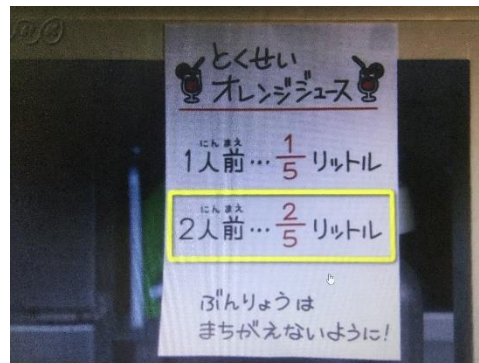 とくせい
オレンジジュース
にんまえ
1人前…1/5リットル
にんまえ
2人前…2/5リットル
ぶんりょうは
まちがえないように!